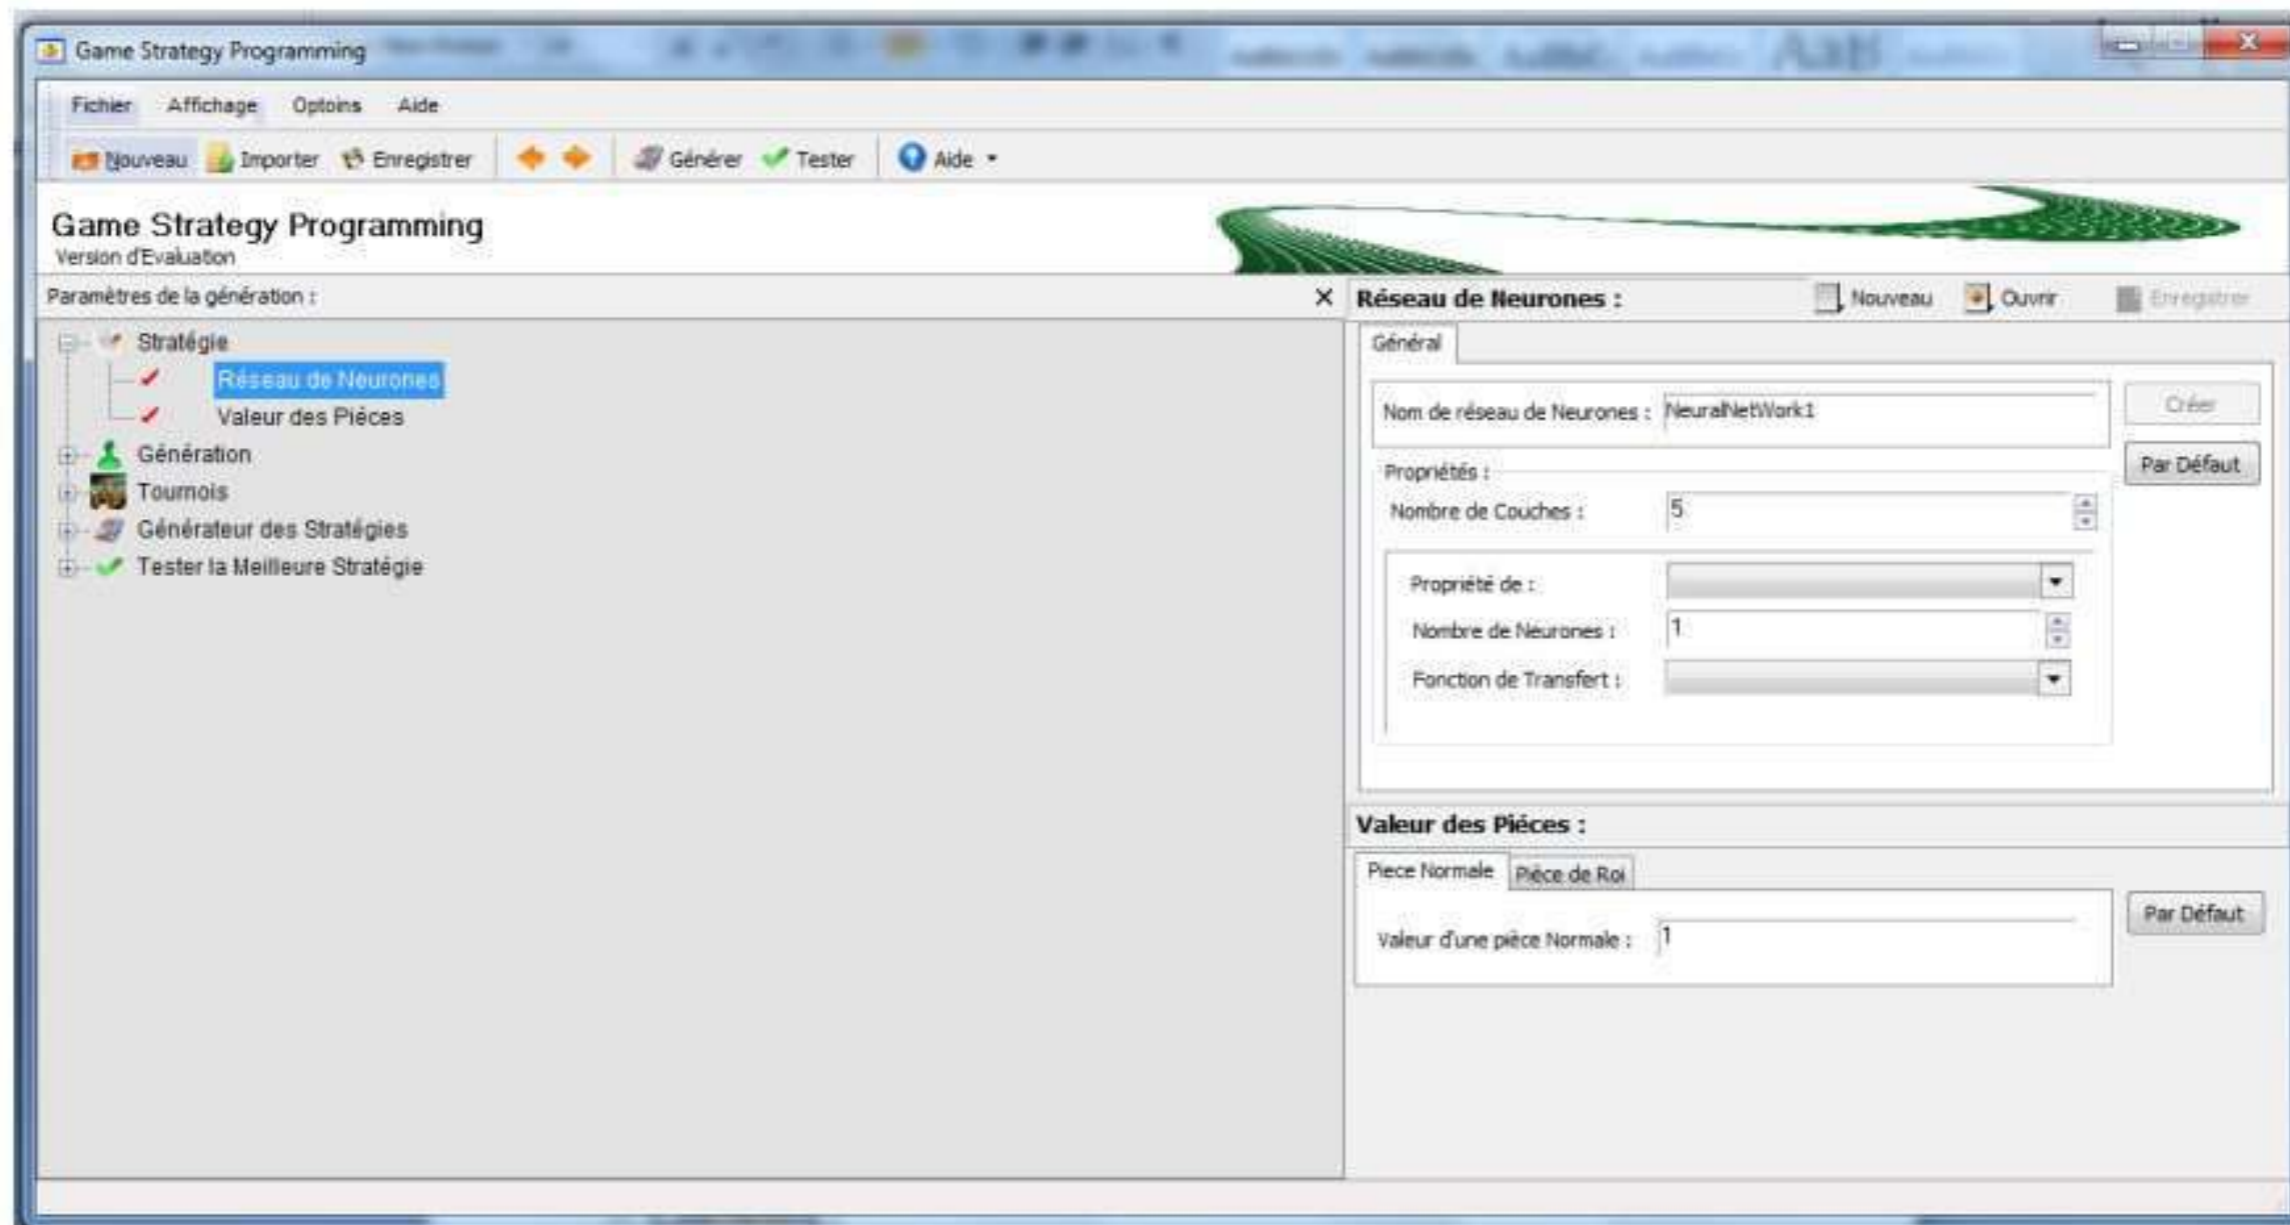 Game Strategy Programming
Fichier Affichage Optoins Aide
Nouveau Importer Enregistrer Générer Tester Aide
Game Strategy Programming
Version d'Evaluation
Paramètres de la génération :
Stratégie
Réseau de Neurones
Valeur des Piéces
Génération
Tournois
Générateur des Stratégies
Tester la Meilleure Stratégie
Réseau de Neurones : Nouveau Ouvrir Enregistrer
Général
Nom de réseau de Neurones : NeuralNetWork1
Créer
Par Défaut
Propriétés :
Nombre de Couches : 5
Propriété de :
Nombre de Neurones : 1
Fonction de Transfert :
Valeur des Piéces :
Piece Normale Pièce de Roi
Valeur d'une pièce Normale : 1
Par Défaut